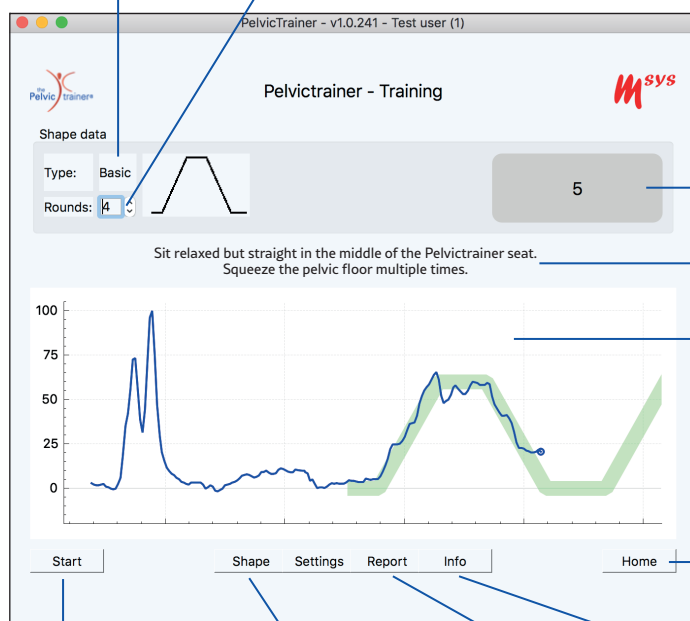 PelvicTrainer - v1.0.241 - Test user (1)
the
Pelvic trainer®
Pelvictrainer - Training
Msys
Shape data
Type: Basic
Rounds: 4
5
Sit relaxed but straight in the middle of the Pelvictrainer seat.
Squeeze the pelvic floor multiple times.
100
75
50
25
0
Start Shape Settings Report Info Home